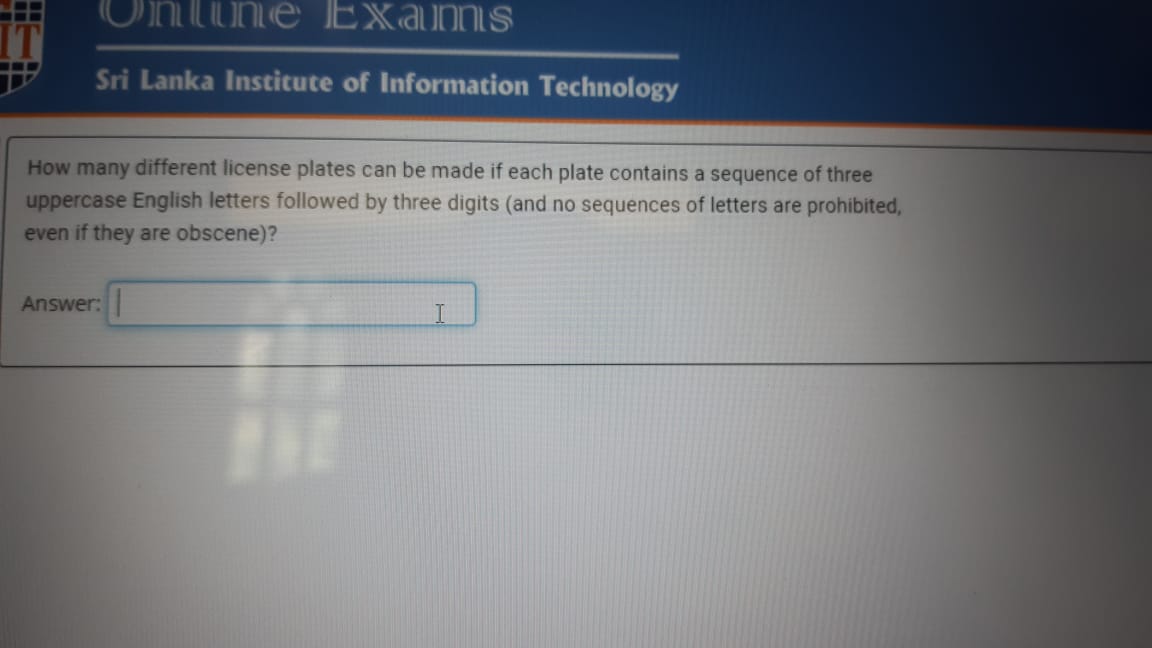 IT
Online Exams
Sri Lanka Institute of Information Technology
How many different license plates can be made if each plate contains a sequence of three
uppercase English letters followed by three digits (and no sequences of letters are prohibited,
even if they are obscene)?
Answer: